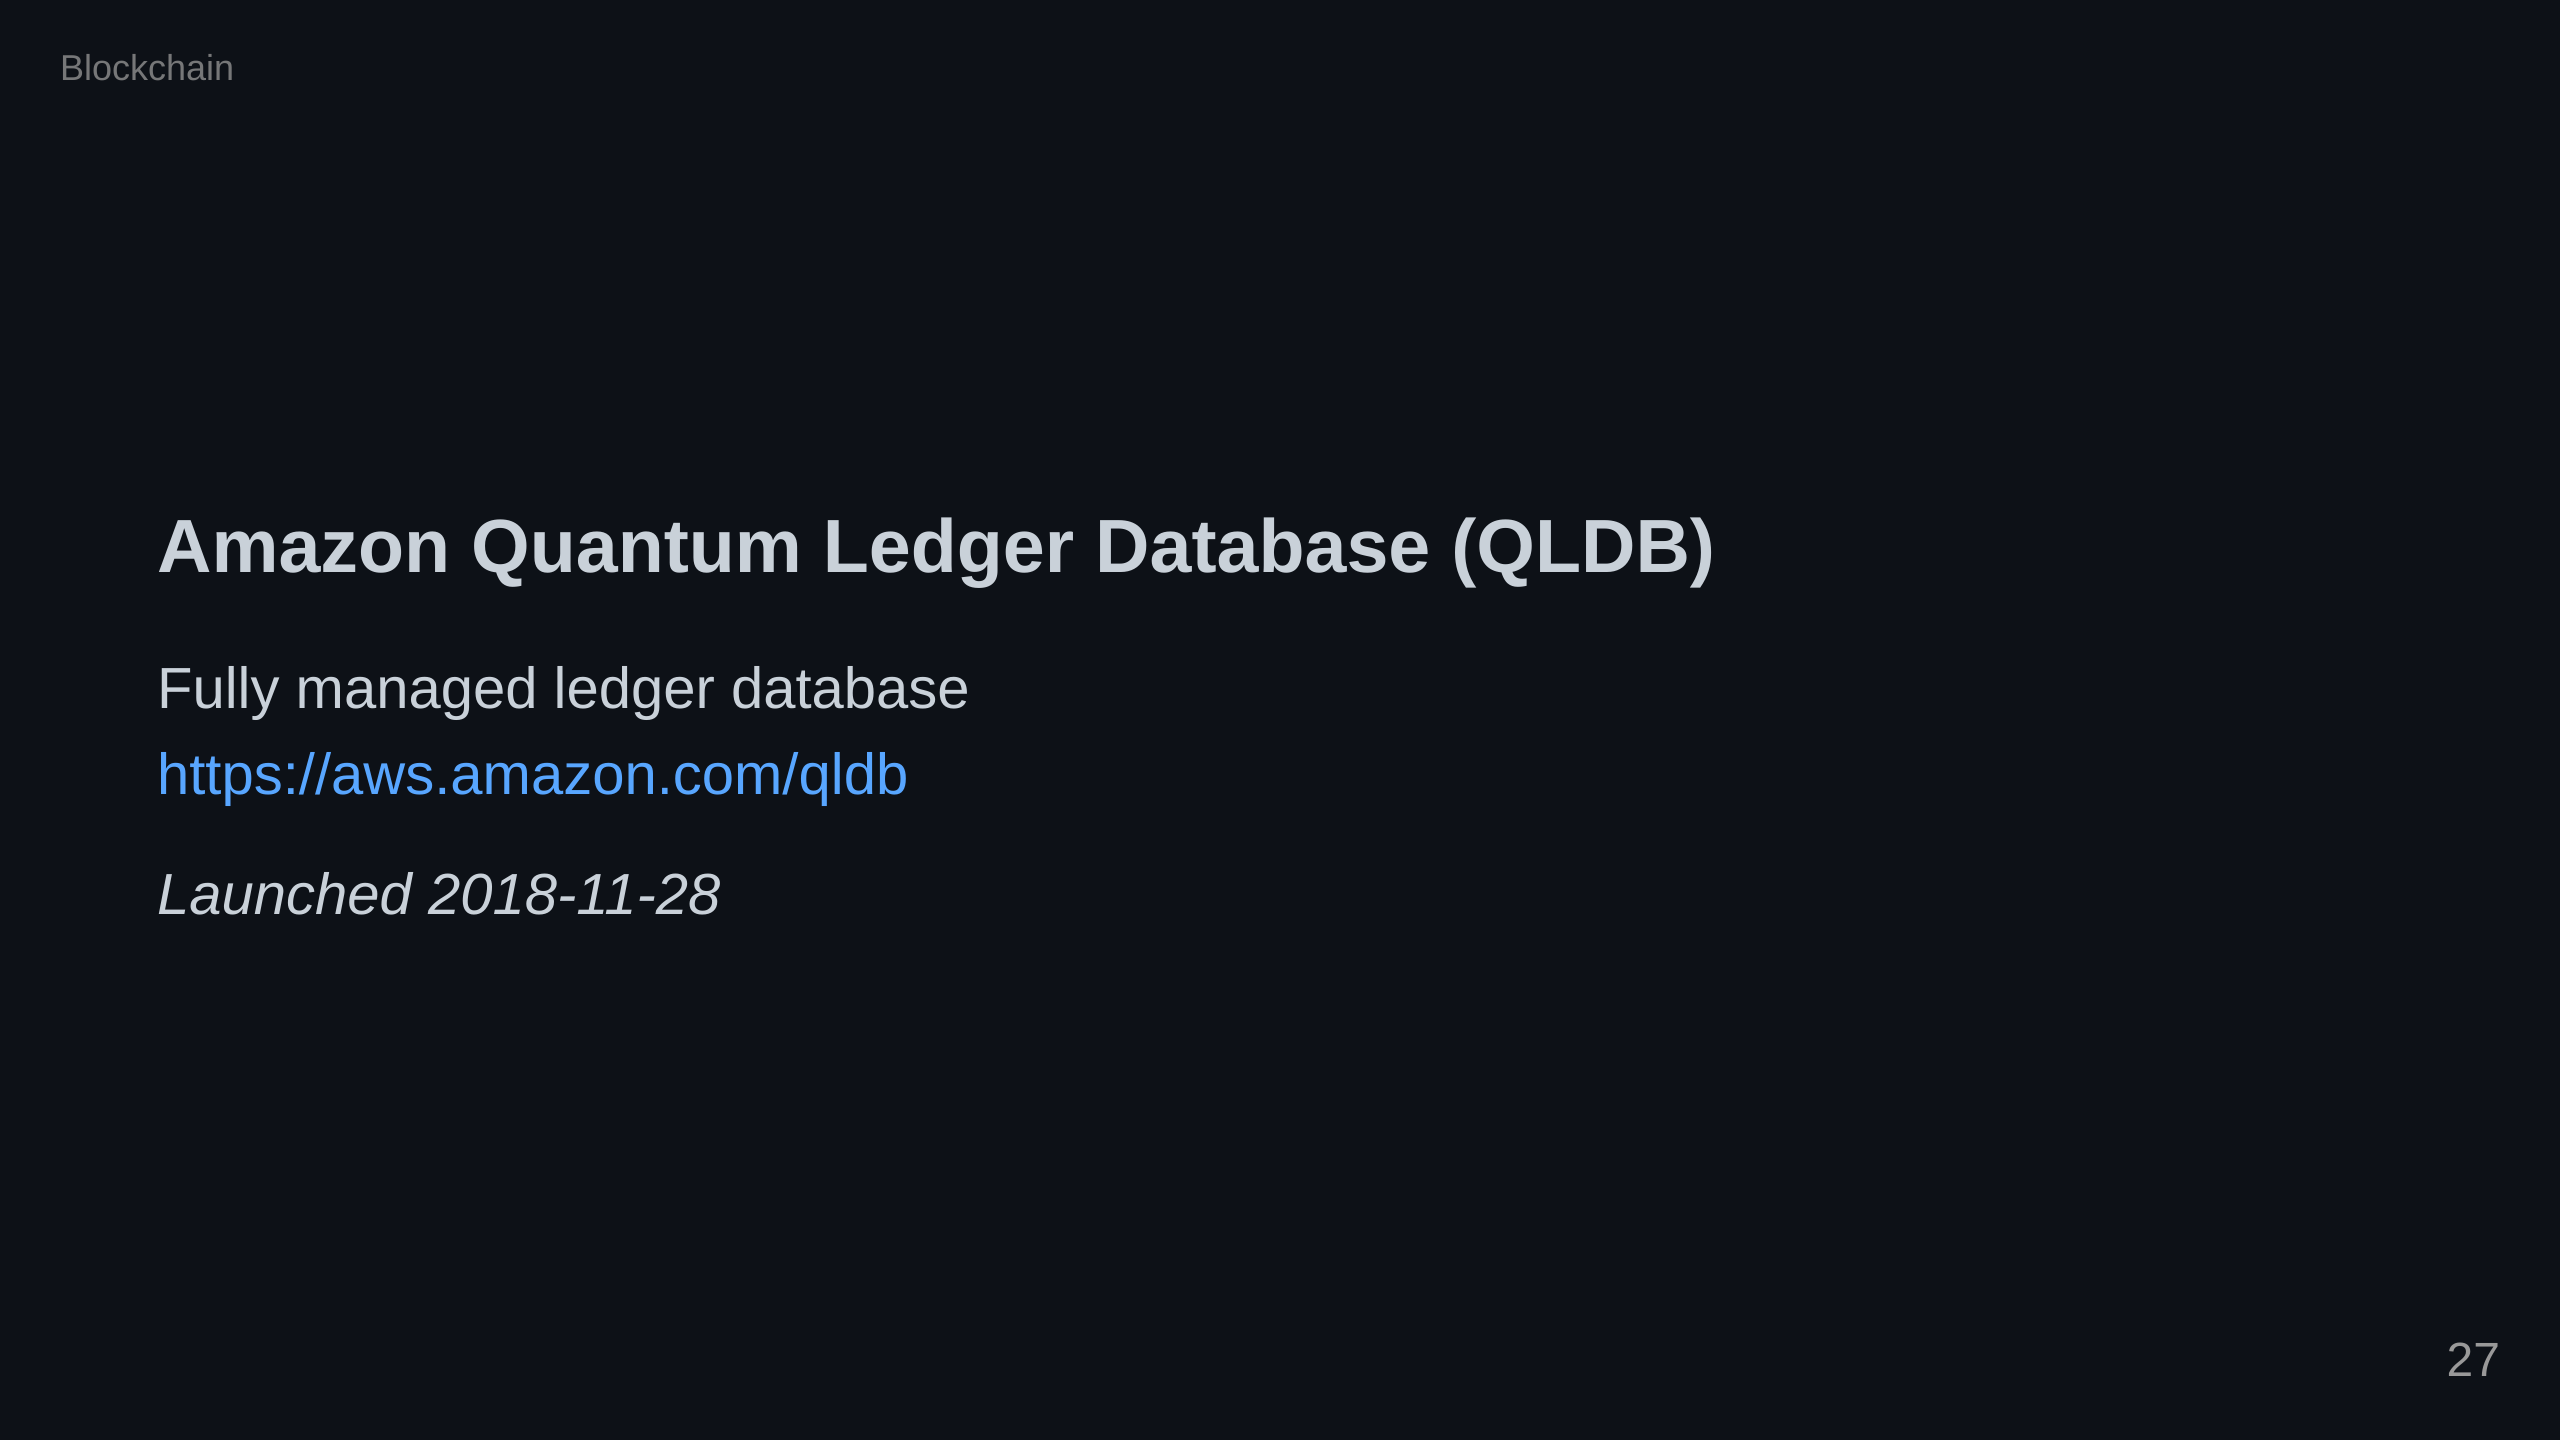 Blockchain
Amazon Quantum Ledger Database (QLDB)
Fully managed ledger database
https://aws.amazon.com/qldb
Launched 2018-11-28
27